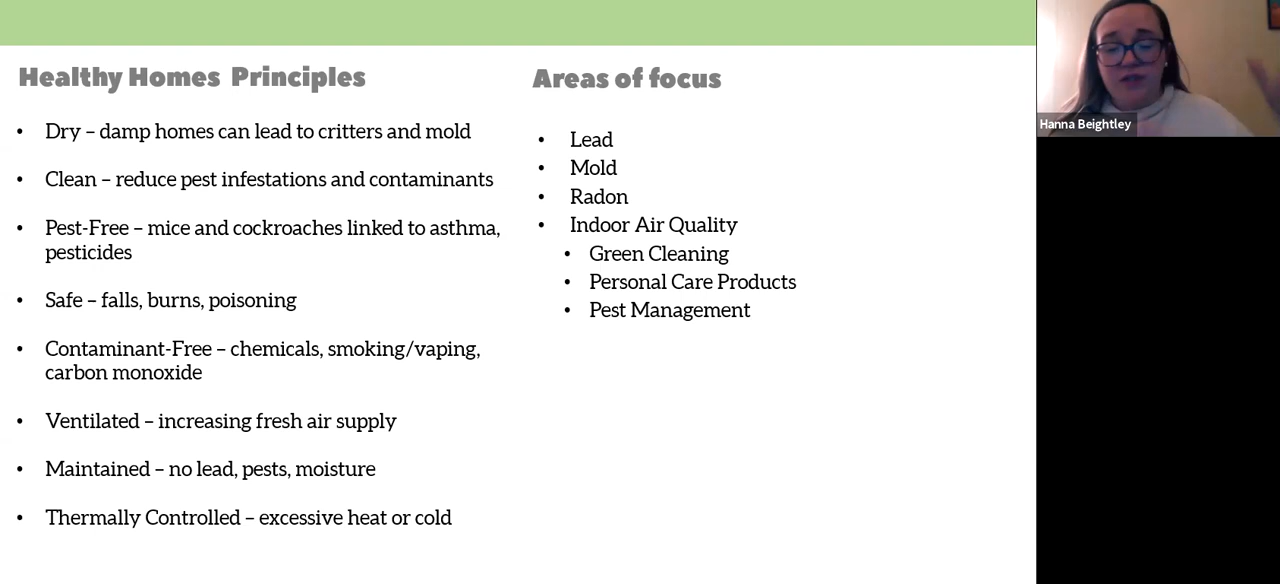 Healthy Homes Principles
• Dry – damp homes can lead to critters and mold
• Clean – reduce pest infestations and contaminants
• Pest-Free – mice and cockroaches linked to asthma,
pesticides
• Safe – falls, burns, poisoning
• Contaminant-Free – chemicals, smoking/vaping,
carbon monoxide
• Ventilated – increasing fresh air supply
• Maintained – no lead, pests, moisture
• Thermally Controlled – excessive heat or cold
Areas of focus
• Lead
• Mold
• Radon
• Indoor Air Quality
• Green Cleaning
• Personal Care Products
• Pest Management
Hanna Beightley